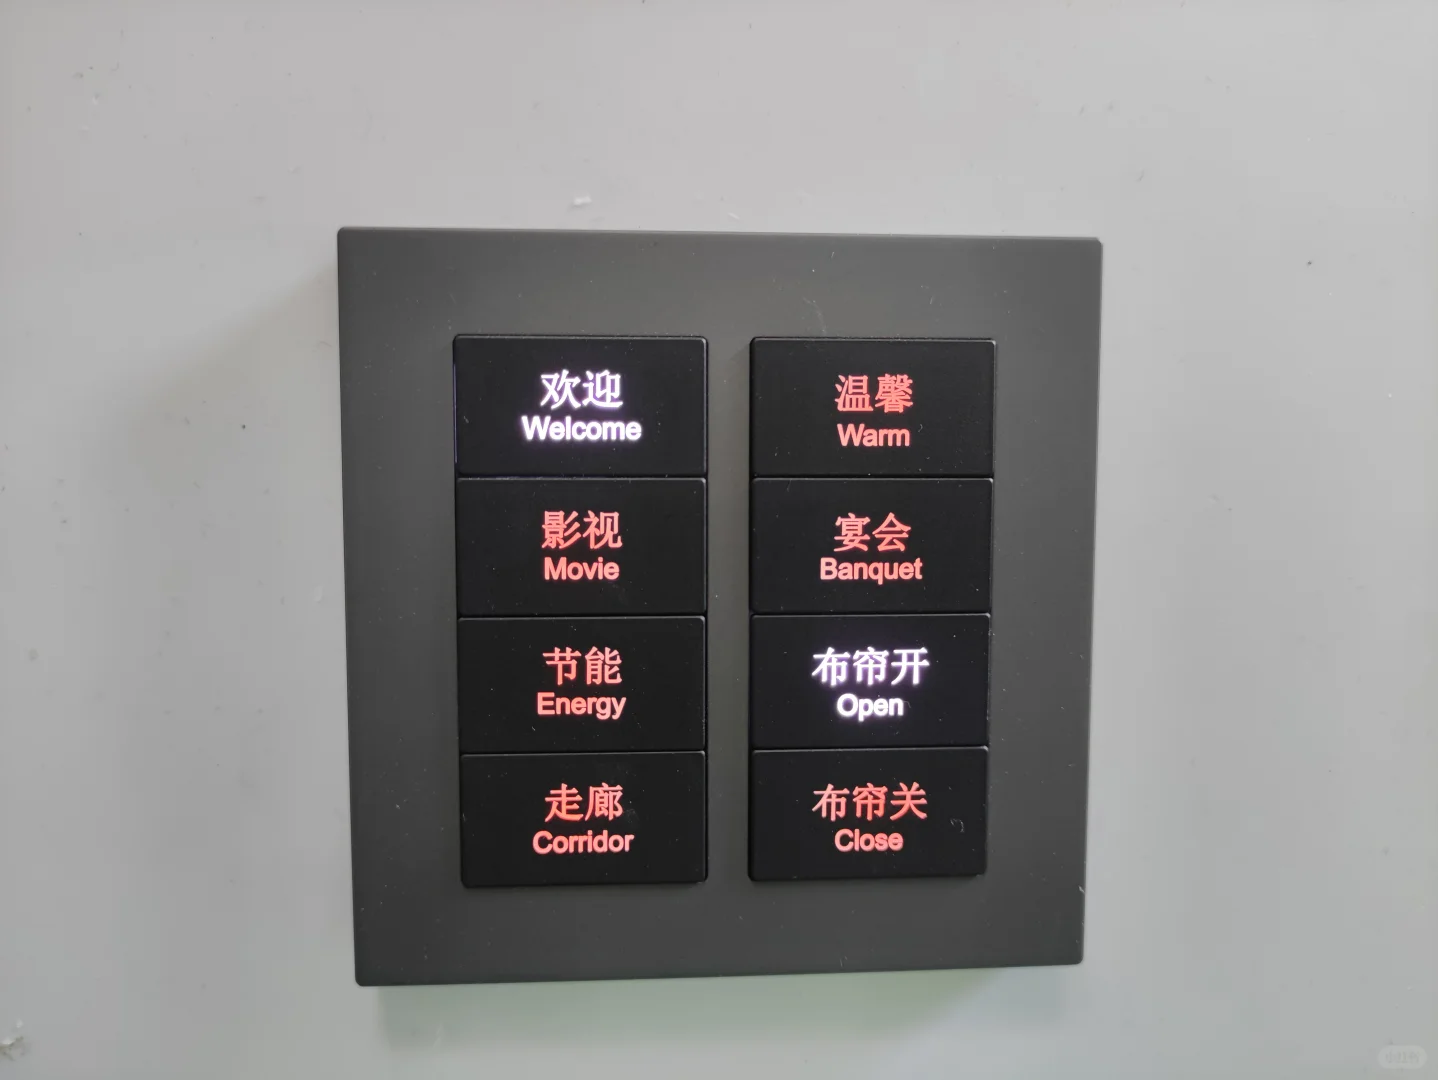 欢迎
Welcome
温馨
Warm
影视
Movie
宴会
Banquet
节能
Energy
布帘开
Open
走廊
Corridor
布帘关
Close